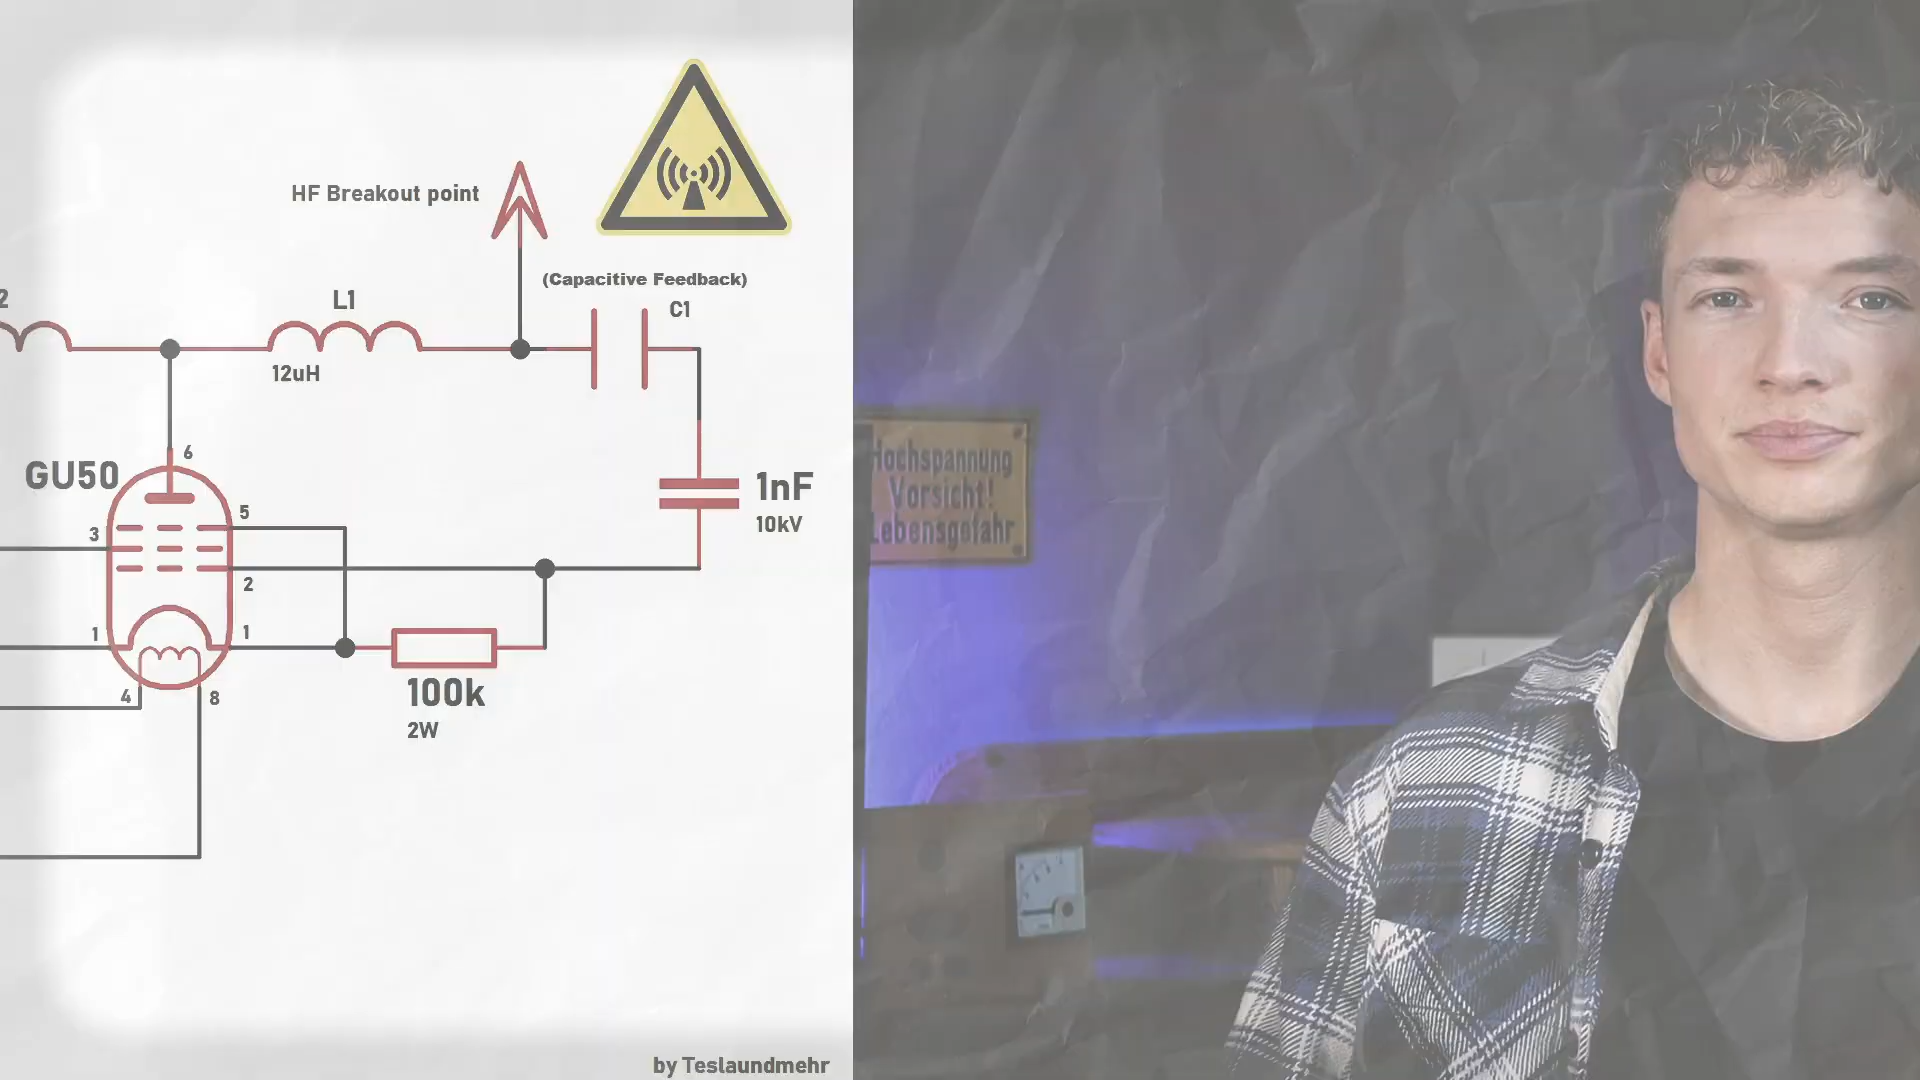 HF Breakout point
(Capacitive Feedback)
C1
2
L1
12uH
GU50
6
5
3
2
1
1
4
8
1nF
10kV
100k
2W
Hochspannung
Vorsicht!
Lebensgefahr
by Teslaundmehr